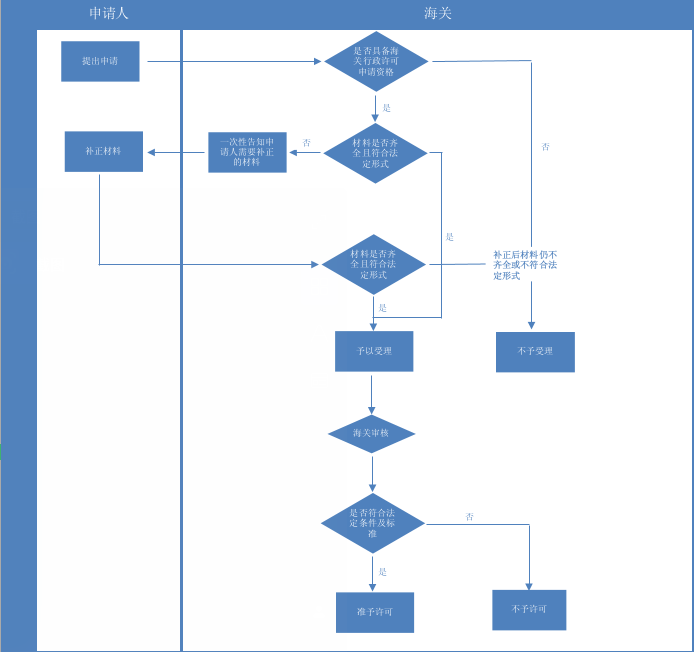 申请人
海关
提出申请
是否具备海
关行政许可
申请资格
是
否
补正材料
一次性告知申
请人需要补正
的材料
否
材料是否齐
全且符合法
定形式
是
材料是否齐
全且符合法
定形式
补正后材料仍不
齐全或不符合法
定形式
是
予以受理
不予受理
海关审核
是否符合法
定条件及标
准
否
是
准予许可
不予许可